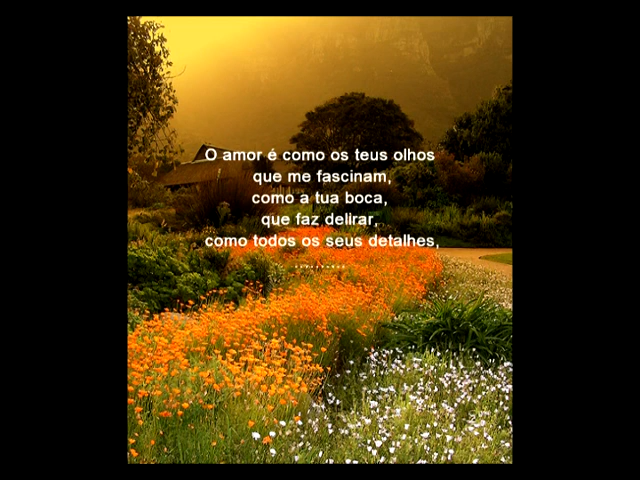 O amor é como os teus olhos
que me fascinam,
como a tua boca,
que faz delirar,
como todos os seus detalhes,
..........